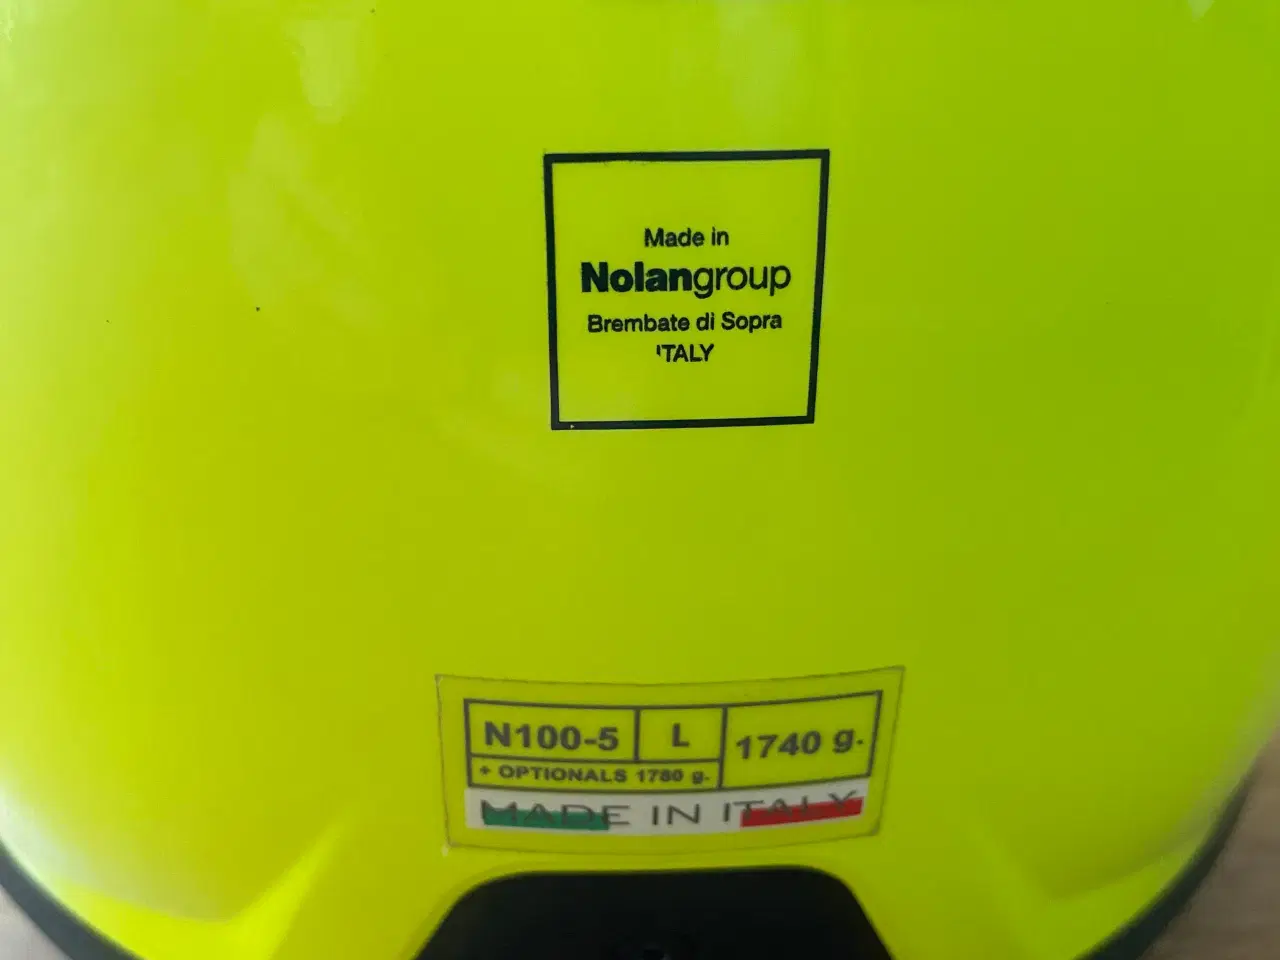 Made in
Nolangroup
Brembate di Sopra
ITALY
N100-5 L 1740 g.
+ OPTIONALS 1780 g.
MADE IN ITALY